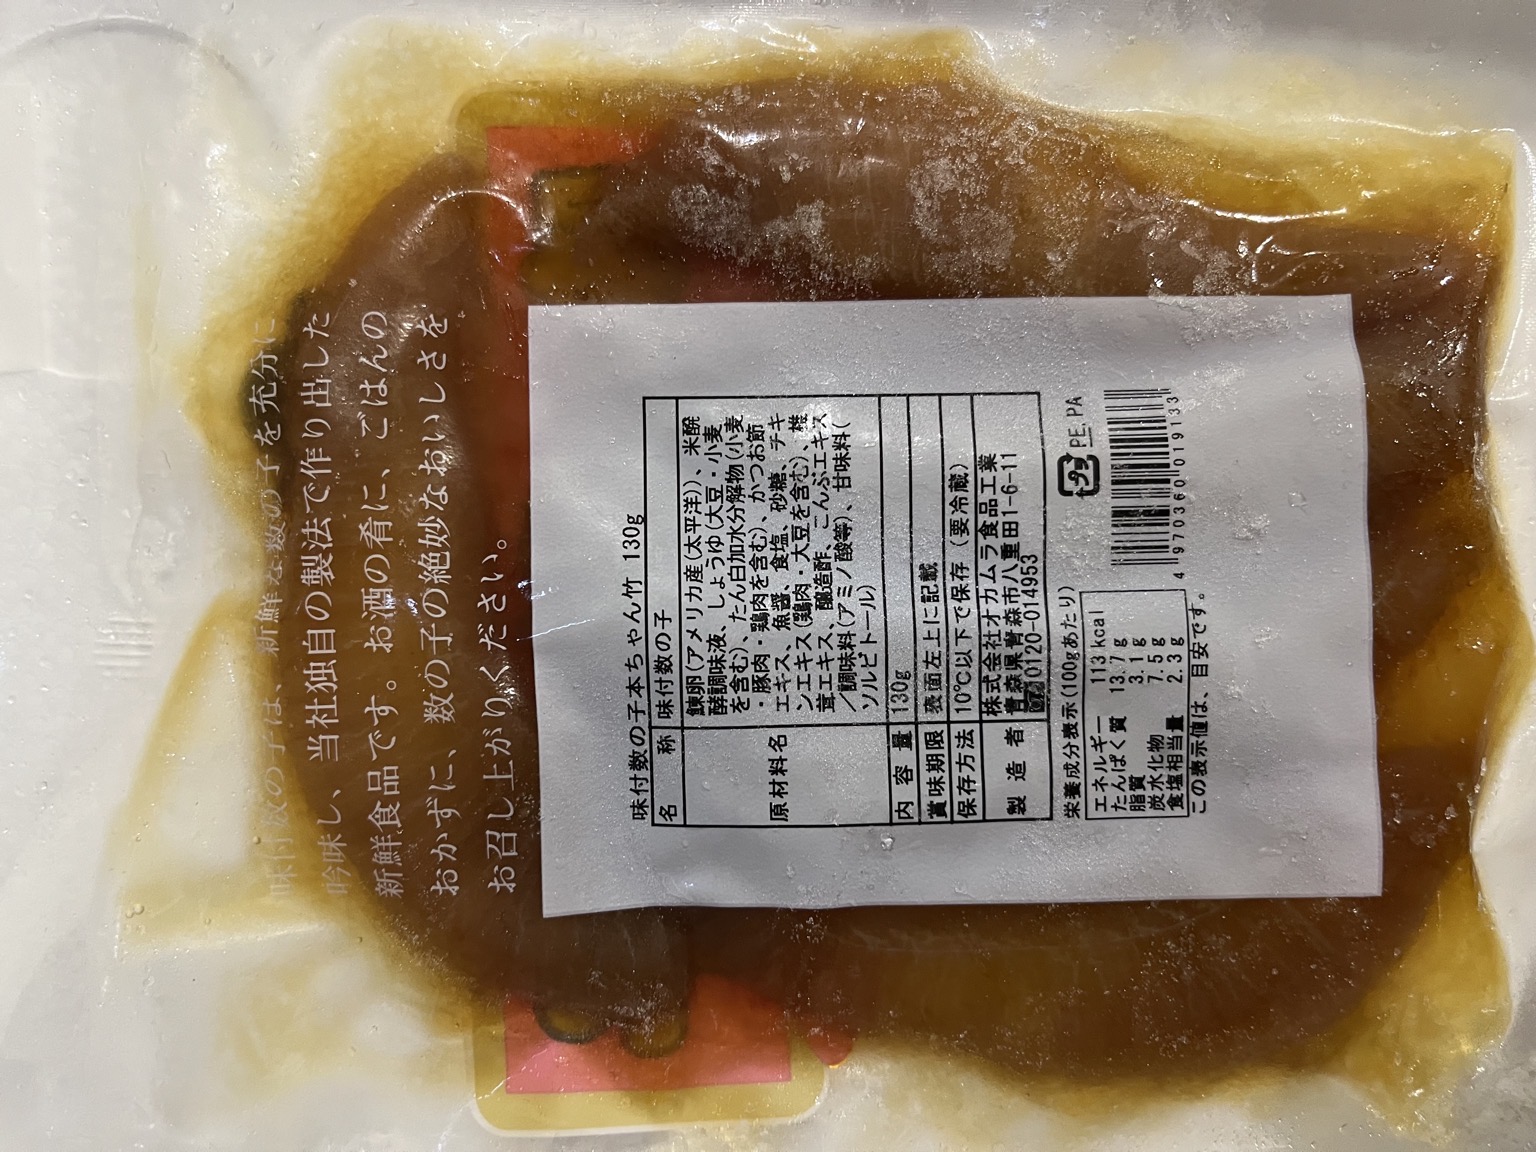 味付数の子は、新鮮な数の子を充分に
吟味し、当社独自の製法で作り出した
新鮮食品です。お酒の肴に、ごはんの
おかずに、数の子の絶妙なおいしさを
お召し上がりください。
味付数の子本ちゃん竹 130g
名称 味付数の子
原材料名 鰊卵(アメリカ産(太平洋))、米醗
酵調味液、しょうゆ(大豆・小麦
を含む)、たん白加水分解物(小麦
・豚肉・鶏肉を含む)、かつお節
エキス、魚醤、食塩、砂糖、チキ
ンエキス(鶏肉・大豆を含む)、椎
茸エキス、醸造酢、こんぶエキス
/調味料(アミノ酸等)、甘味料(
ソルビトール)
内容量 130g
賞味期限 表面左上に記載
保存方法 10℃以下で保存(要冷蔵)
製造者 株式会社オカムラ食品工業
青森県青森市八重田1-6-11
0120-014953
栄養成分表示(100gあたり)
エネルギー 113 kcal
たんぱく質 13.7 g
脂質 3.1 g
炭水化物 7.5 g
食塩相当量 2.3 g
この表示値は、目安です。
プラ PE,PA
4 970360 019133